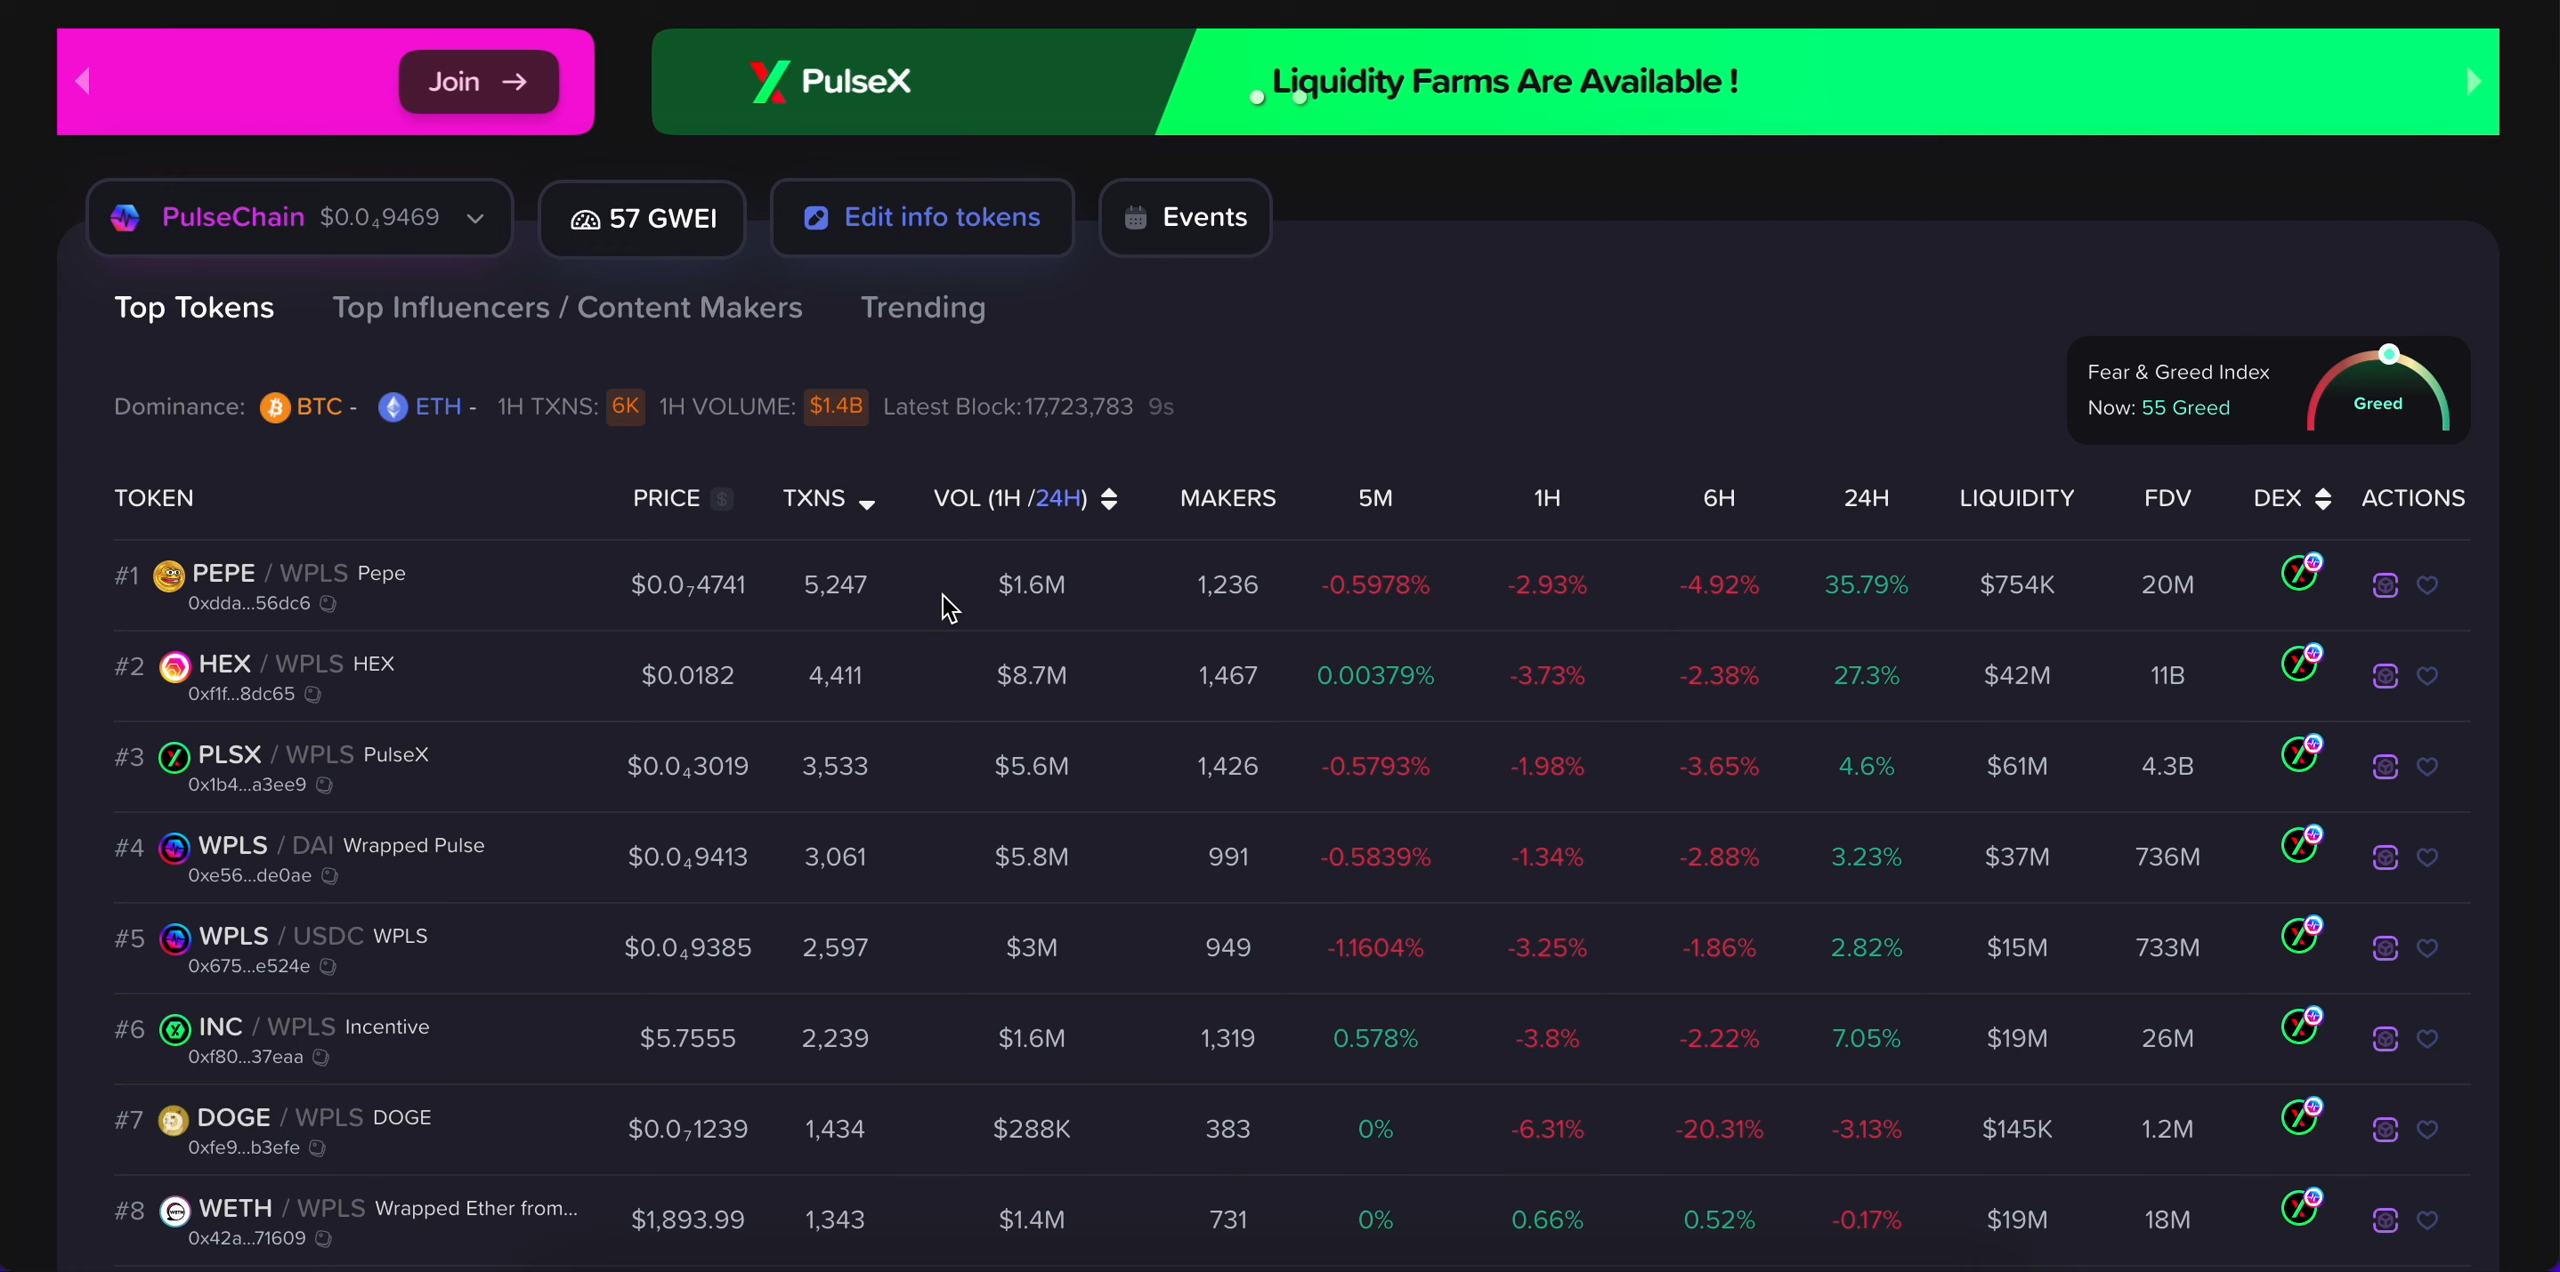 Join →
PulseX
Liquidity Farms Are Available !
PulseChain $0.0₄9469
57 GWEI
Edit info tokens
Events
Top Tokens
Top Influencers / Content Makers
Trending
Dominance: BTC - ETH - 1H TXNS: 6K 1H VOLUME: $1.4B Latest Block: 17,723,783 9s
Fear & Greed Index
Now: 55 Greed
Greed
TOKEN PRICE $ TXNS VOL (1H /24H) MAKERS 5M 1H 6H 24H LIQUIDITY FDV DEX ACTIONS
#1 PEPE / WPLS Pepe
0xdda...56dc6
$0.0₇4741 5,247 $1.6M 1,236 -0.5978% -2.93% -4.92% 35.79% $754K 20M
#2 HEX / WPLS HEX
0xf1f...8dc65
$0.0182 4,411 $8.7M 1,467 0.00379% -3.73% -2.38% 27.3% $42M 11B
#3 PLSX / WPLS PulseX
0x1b4...a3ee9
$0.0₄3019 3,533 $5.6M 1,426 -0.5793% -1.98% -3.65% 4.6% $61M 4.3B
#4 WPLS / DAI Wrapped Pulse
0xe56...de0ae
$0.0₄9413 3,061 $5.8M 991 -0.5839% -1.34% -2.88% 3.23% $37M 736M
#5 WPLS / USDC WPLS
0x675...e524e
$0.0₄9385 2,597 $3M 949 -1.1604% -3.25% -1.86% 2.82% $15M 733M
#6 INC / WPLS Incentive
0xf80...37eaa
$5.7555 2,239 $1.6M 1,319 0.578% -3.8% -2.22% 7.05% $19M 26M
#7 DOGE / WPLS DOGE
0xfe9...b3efe
$0.0₇1239 1,434 $288K 383 0% -6.31% -20.31% -3.13% $145K 1.2M
#8 WETH / WPLS Wrapped Ether from...
0x42a...71609
$1,893.99 1,343 $1.4M 731 0% 0.66% 0.52% -0.17% $19M 18M